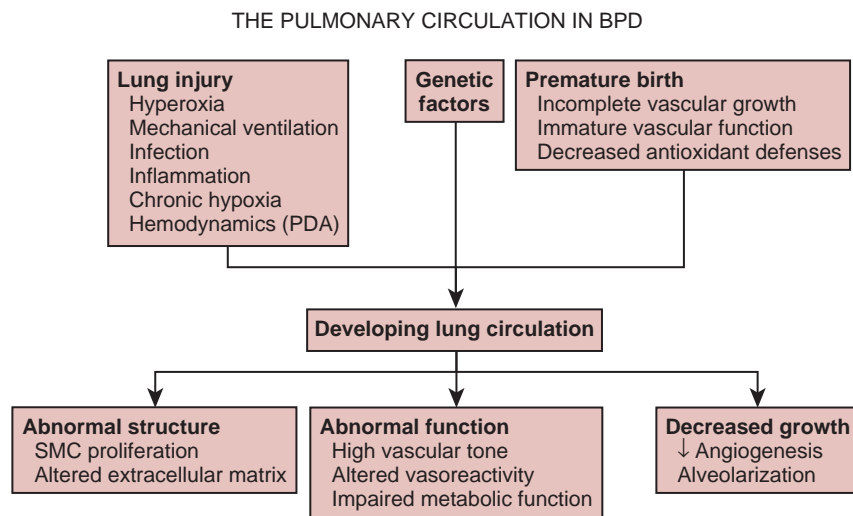 THE PULMONARY CIRCULATION IN BPD
Lung injury
Hyperoxia
Mechanical ventilation
Infection
Inflammation
Chronic hypoxia
Hemodynamics (PDA)
Genetic
factors
Premature birth
Incomplete vascular growth
Immature vascular function
Decreased antioxidant defenses
Developing lung circulation
Abnormal structure
SMC proliferation
Altered extracellular matrix
Abnormal function
High vascular tone
Altered vasoreactivity
Impaired metabolic function
Decreased growth
↓ Angiogenesis
Alveolarization